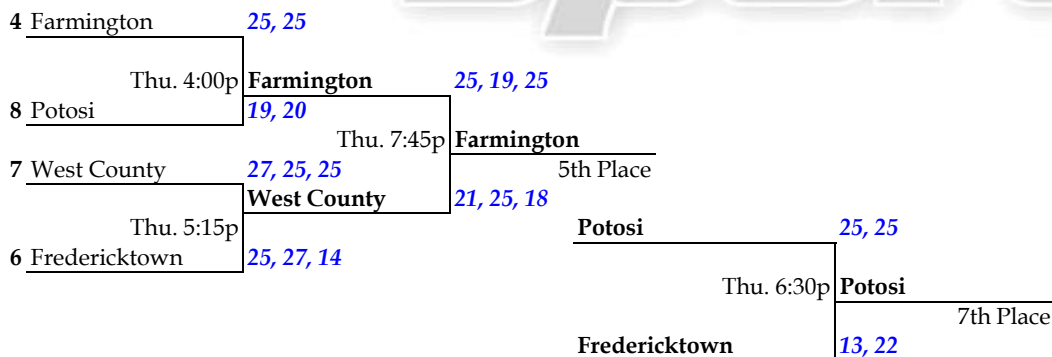 4 Farmington 25, 25
Thu. 4:00p Farmington 25, 19, 25
8 Potosi 19, 20
Thu. 7:45p Farmington
7 West County 27, 25, 25 5th Place
West County 21, 25, 18
Thu. 5:15p Potosi 25, 25
6 Fredericktown 25, 27, 14
Thu. 6:30p Potosi
7th Place
Fredericktown 13, 22